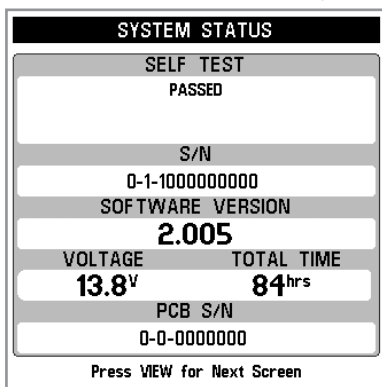 SYSTEM STATUS
SELF TEST
PASSED
S/N
0-1-1000000000
SOFTWARE VERSION
2.005
VOLTAGE TOTAL TIME
13.8V 84hrs
PCB S/N
0-0-0000000
Press VIEW for Next Screen